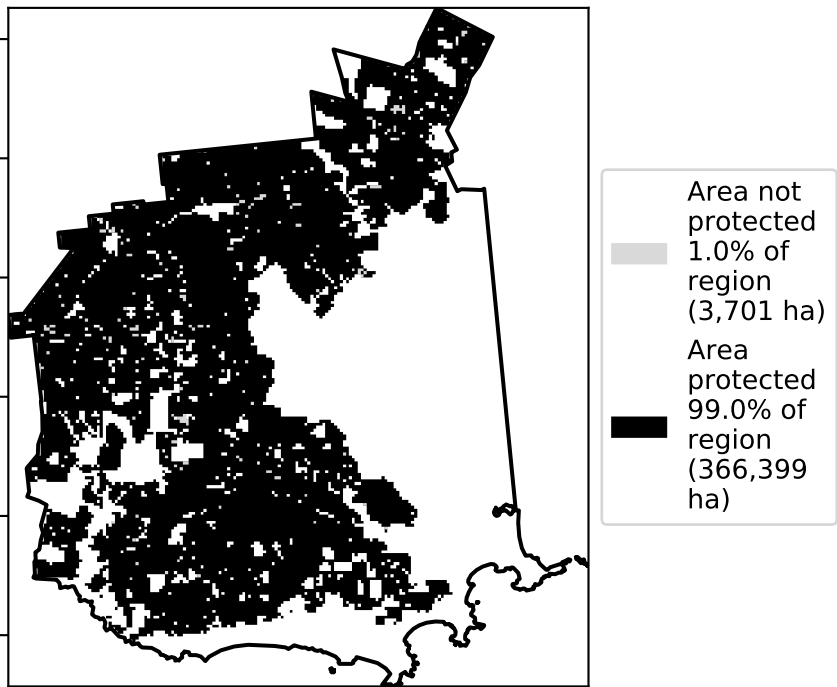 Area not
protected
1.0% of
region
(3,701 ha)
Area
protected
99.0% of
region
(366,399
ha)